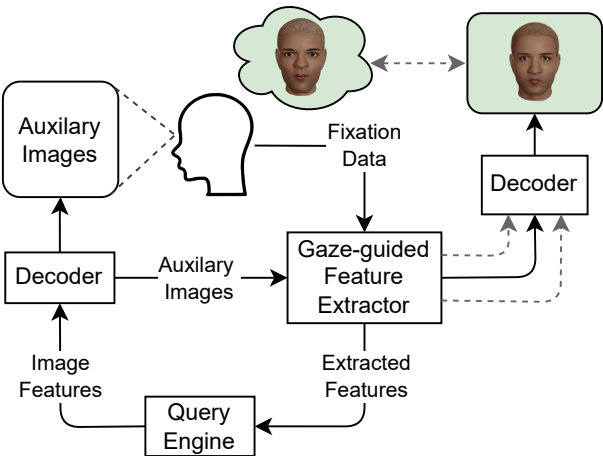 Auxilary
Images
Fixation
Data
Decoder
Gaze-guided
Feature
Extractor
Decoder
Auxilary
Images
Image
Features
Extracted
Features
Query
Engine